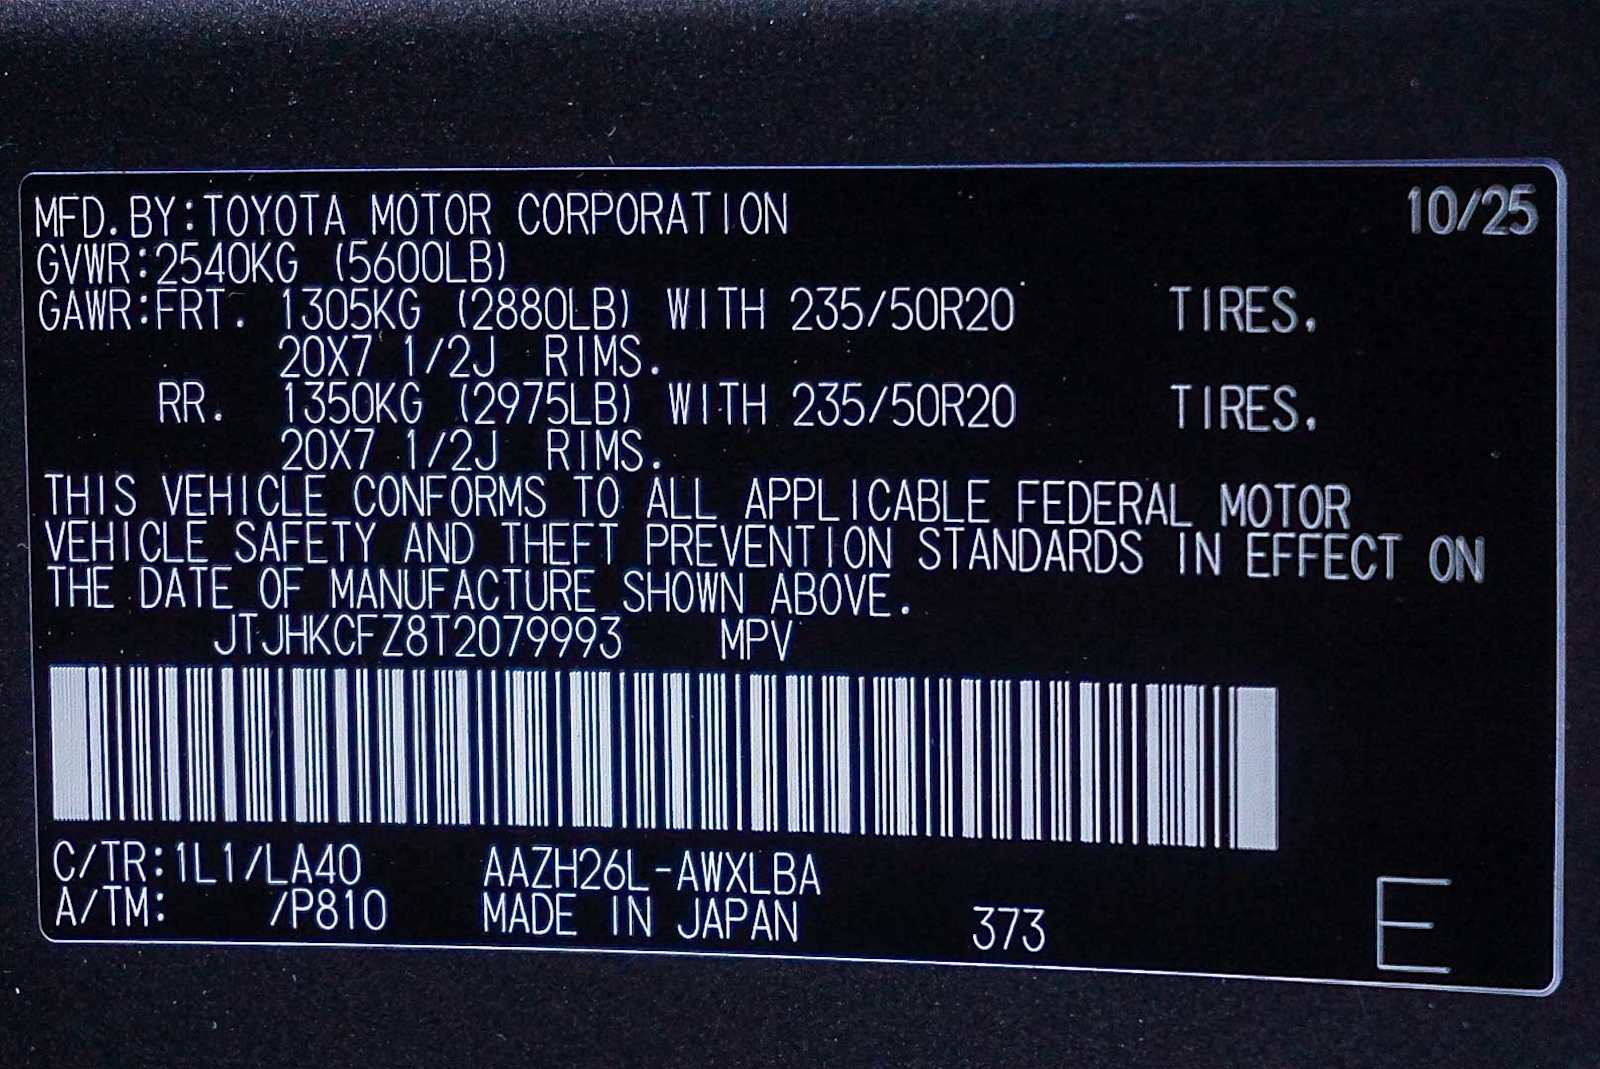 MFD.BY:TOYOTA MOTOR CORPORATION 10/25
GVWR:2540KG (5600LB)
GAWR:FRT. 1305KG (2880LB) WITH 235/50R20 TIRES.
20X7 1/2J RIMS.
RR. 1350KG (2975LB) WITH 235/50R20 TIRES.
20X7 1/2J RIMS.
THIS VEHICLE CONFORMS TO ALL APPLICABLE FEDERAL MOTOR
VEHICLE SAFETY AND THEFT PREVENTION STANDARDS IN EFFECT ON
THE DATE OF MANUFACTURE SHOWN ABOVE.
JTJHKCFZ8T2079993 MPV
C/TR:1L1/LA40 AAZH26L-AWXLBA
A/TM: /P810 MADE IN JAPAN 373 E